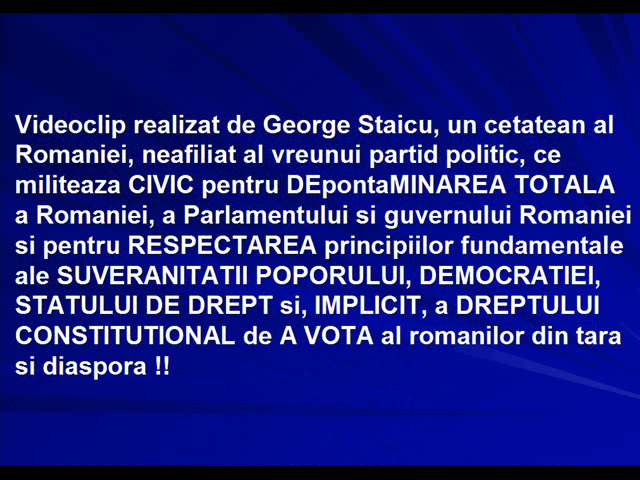 Videoclip realizat de George Staicu, un cetatean al
Romaniei, neafiliat al vreunui partid politic, ce
militeaza CIVIC pentru DEpontaMINAREA TOTALA
a Romaniei, a Parlamentului si guvernului Romaniei
si pentru RESPECTAREA principiilor fundamentale
ale SUVERANITATII POPORULUI, DEMOCRATIEI,
STATULUI DE DREPT si, IMPLICIT, a DREPTULUI
CONSTITUTIONAL de A VOTA al romanilor din tara
si diaspora !!